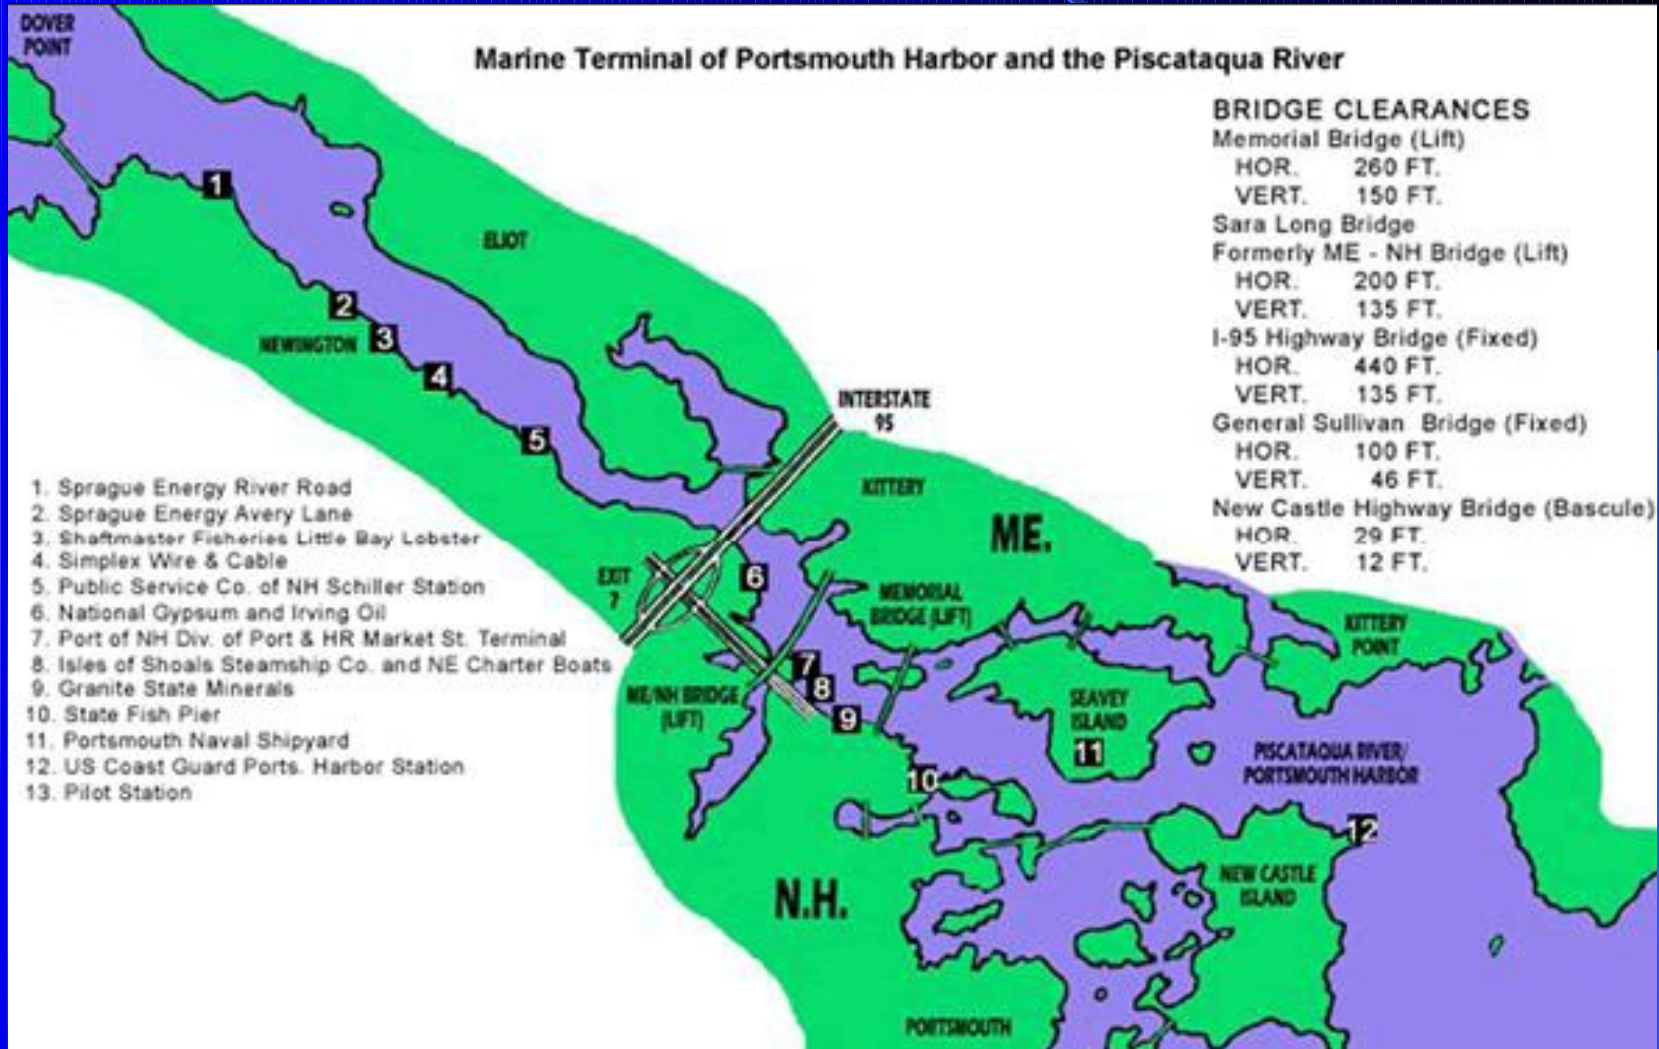 DOVER
POINT
Marine Terminal of Portsmouth Harbor and the Piscataqua River
BRIDGE CLEARANCES
Memorial Bridge (Lift)
HOR. 260 FT.
VERT. 150 FT.
Sara Long Bridge
Formerly ME - NH Bridge (Lift)
HOR. 200 FT.
VERT. 135 FT.
I-95 Highway Bridge (Fixed)
HOR. 440 FT.
VERT. 135 FT.
General Sullivan Bridge (Fixed)
HOR. 100 FT.
VERT. 46 FT.
New Castle Highway Bridge (Bascule)
HOR. 29 FT.
VERT. 12 FT.
1
ELIOT
2
NEWINGTON
3
4
5
INTERSTATE
95
KITTERY
ME.
EXIT
7
6
MEMORIAL
BRIDGE (LIFT)
KITTERY
POINT
1. Sprague Energy River Road
2. Sprague Energy Avery Lane
3. Shaftmaster Fisheries Little Bay Lobster
4. Simplex Wire & Cable
5. Public Service Co. of NH Schiller Station
6. National Gypsum and Irving Oil
7. Port of NH Div. of Port & HR Market St. Terminal
8. Isles of Shoals Steamship Co. and NE Charter Boats
9. Granite State Minerals
10. State Fish Pier
11. Portsmouth Naval Shipyard
12. US Coast Guard Ports. Harbor Station
13. Pilot Station
ME/NH BRIDGE
(LIFT)
7
8
9
SEAVEY
ISLAND
11
PISCATAQUA RIVER/
PORTSMOUTH HARBOR
10
12
N.H.
NEW CASTLE
ISLAND
PORTSMOUTH